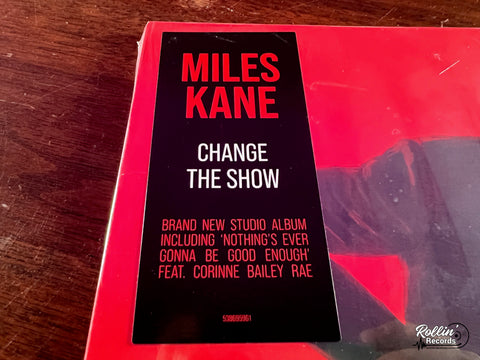 MILES
KANE
CHANGE
THE SHOW
BRAND NEW STUDIO ALBUM
INCLUDING 'NOTHING'S EVER
GONNA BE GOOD ENOUGH'
FEAT. CORINNE BAILEY RAE
538695961
Rollin'
Records